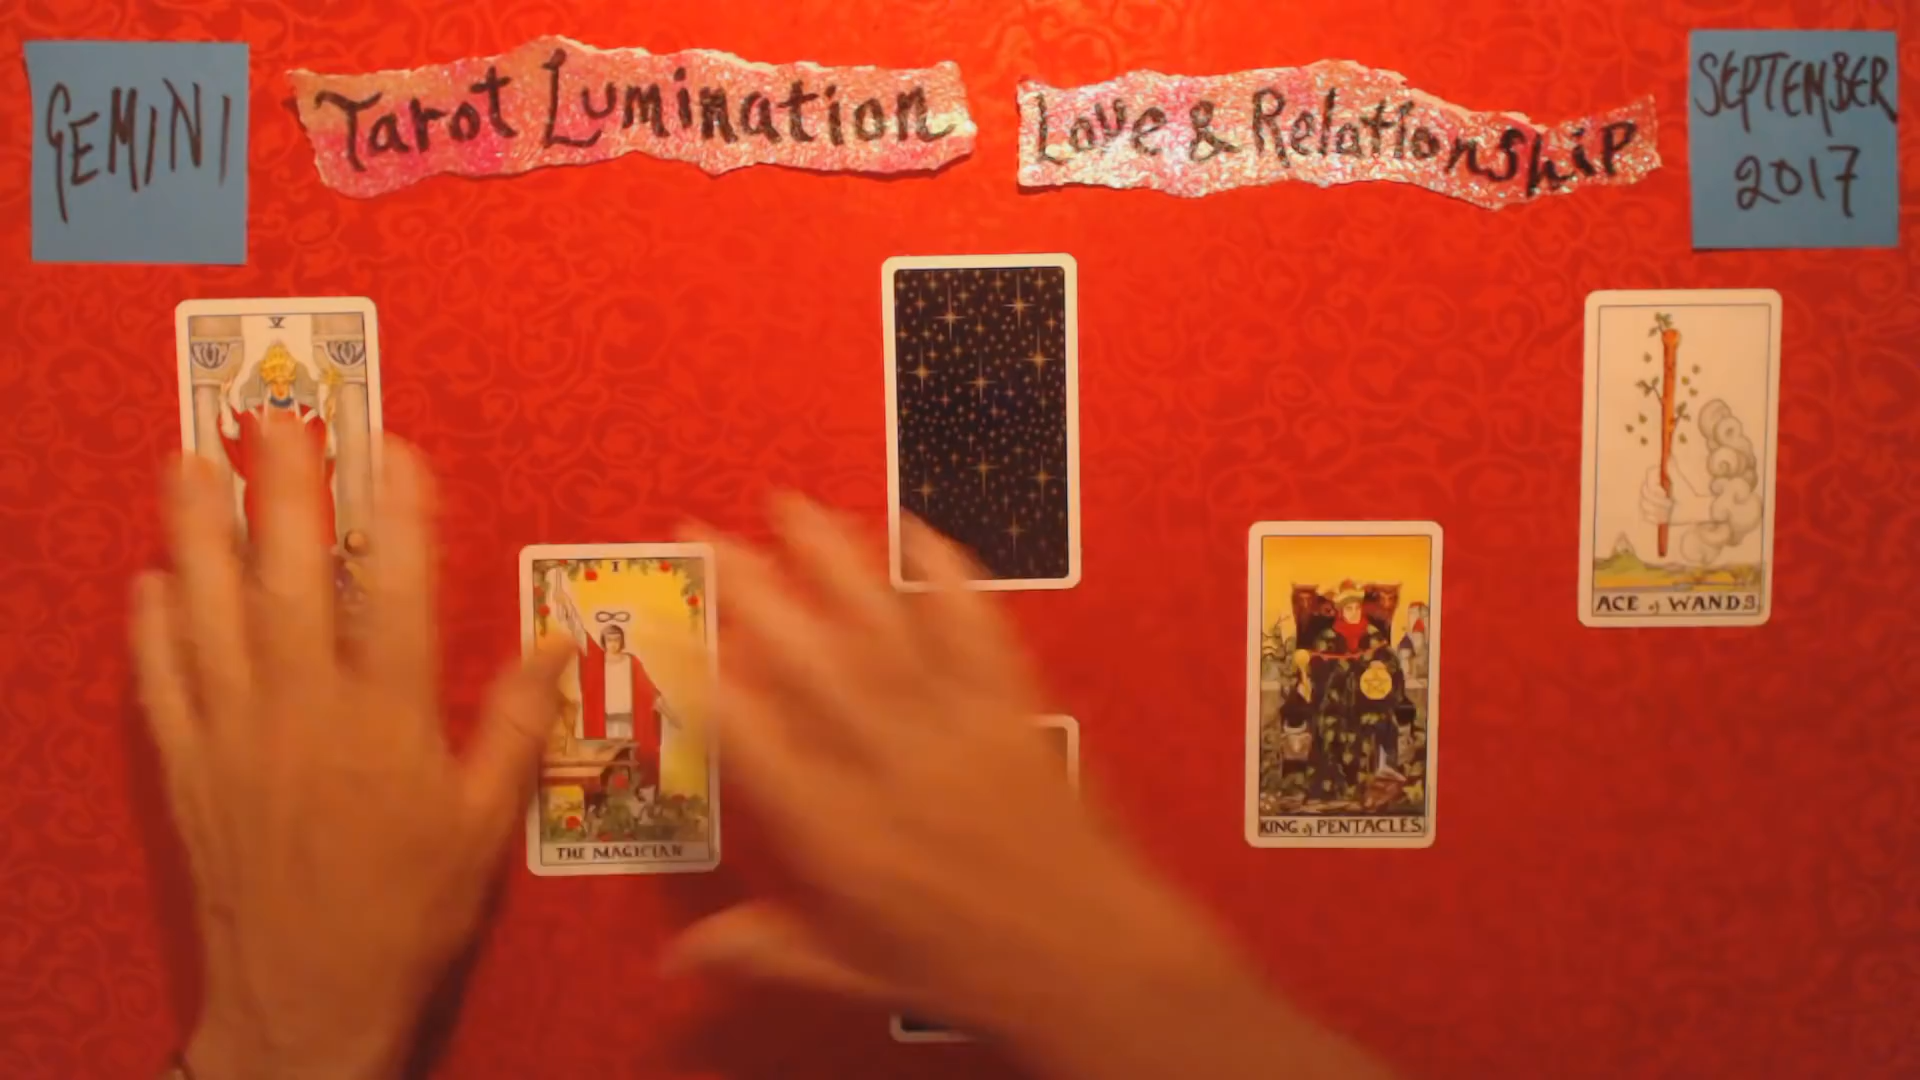 GEMINI
Tarot Lumination
Love & Relationship
SEPTEMBER
2017
V
I
THE MAGICIAN
KING of PENTACLES
ACE of WANDS